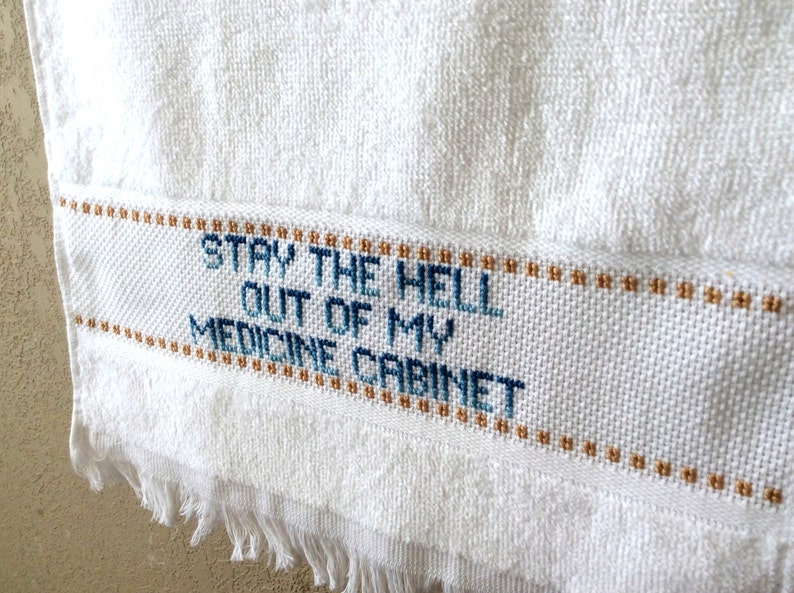 STAY THE HELL
OUT OF MY
MEDICINE CABINET